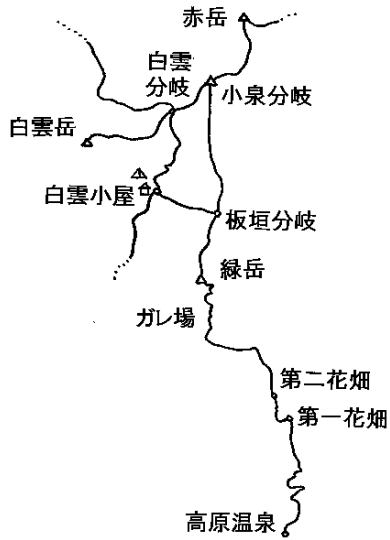 赤岳
白雲
分岐
小泉分岐
白雲岳
白雲小屋
板垣分岐
緑岳
ガレ場
第二花畑
第一花畑
高原温泉